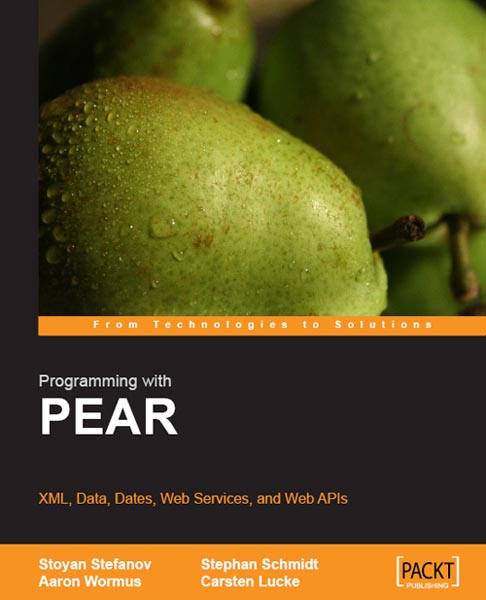 From Technologies to Solutions
Programming with
PEAR
XML, Data, Dates, Web Services, and Web APIs
Stoyan Stefanov
Aaron Wormus
Stephan Schmidt
Carsten Lucke
[PACKT]
PUBLISHING